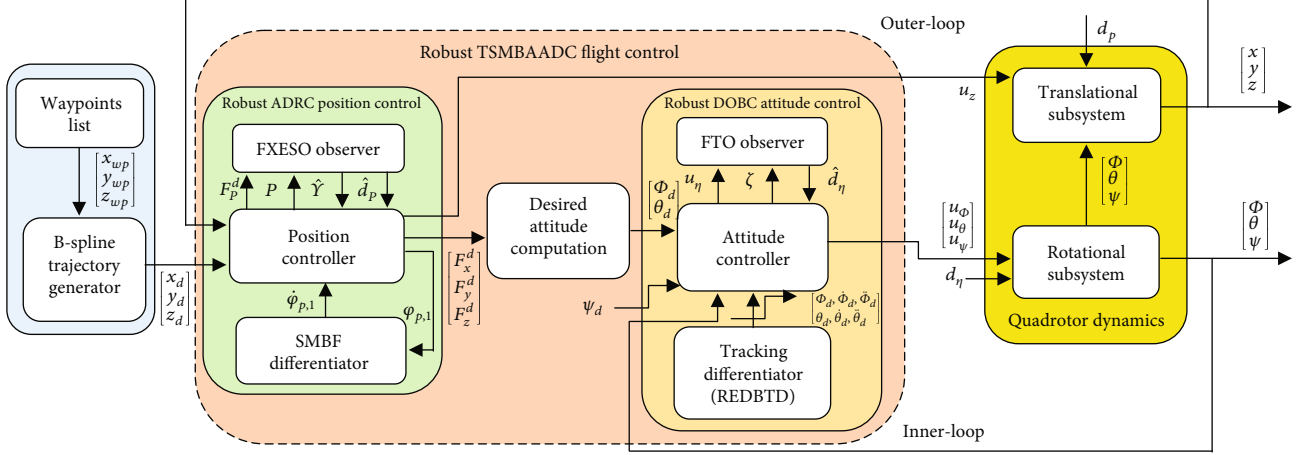 Outer-loop
Robust TSMBAADC flight control
d_p
[x y z]
Waypoints
list
Robust ADRC position control
Robust DOBC attitude control
u_z
Translational
subsystem
FXESO observer
FTO observer
[x_wp y_wp z_wp]
F_P^d P Ŷ d̂_P
u_η ζ d̂_η
[Φ θ ψ]
B-spline
trajectory
generator
Position
controller
Desired
attitude
computation
[Φ_d θ_d]
Attitude
controller
[u_Φ u_θ u_ψ]
Rotational
subsystem
[Φ θ ψ]
[x_d y_d z_d]
[F_x^d F_y^d F_z^d]
d_η
φ̇_p,1
φ_p,1
ψ_d
[Φ_d, Φ̇_d, Φ̈_d
θ_d, θ̇_d, θ̈_d]
Quadrotor dynamics
SMBF
differentiator
Tracking
differentiator
(REDBTD)
Inner-loop